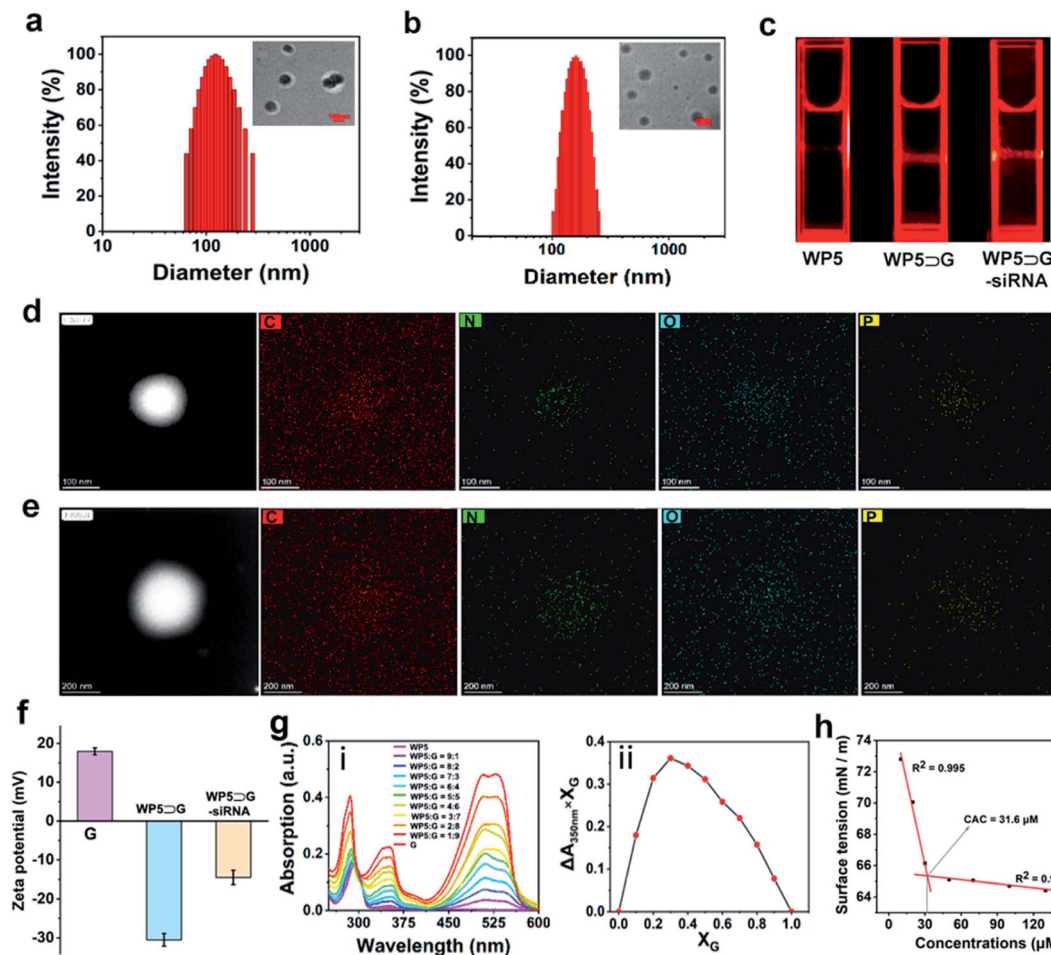 a
Intensity (%)
100
80
60
40
20
0
10
100
1000
Diameter (nm)
b
Intensity (%)
100
80
60
40
20
0
100
1000
Diameter (nm)
c
WP5
WP5⊃G
WP5⊃G
-siRNA
d
C
N
O
P
100 nm
100 nm
100 nm
100 nm
100 nm
e
C
N
O
P
200 nm
200 nm
200 nm
200 nm
200 nm
f
Zeta potential (mV)
20
10
0
-10
-20
-30
G
WP5⊃G
WP5⊃G
-siRNA
g
i
Absorption (a.u.)
0.6
0.4
0.2
0.0
300
375
450
525
600
Wavelength (nm)
WP5
WP5:G = 9:1
WP5:G = 8:2
WP5:G = 7:3
WP5:G = 6:4
WP5:G = 5:5
WP5:G = 4:6
WP5:G = 3:7
WP5:G = 2:8
WP5:G = 1:9
G
ii
ΔA350nm×XG
0.4
0.3
0.2
0.1
0.0
0.0
0.2
0.4
0.6
0.8
1.0
XG
h
Surface tension (mN / m)
72
70
68
66
64
R² = 0.995
CAC = 31.6 μM
R² = 0.9
0
30
60
90
120
Concentrations (μM